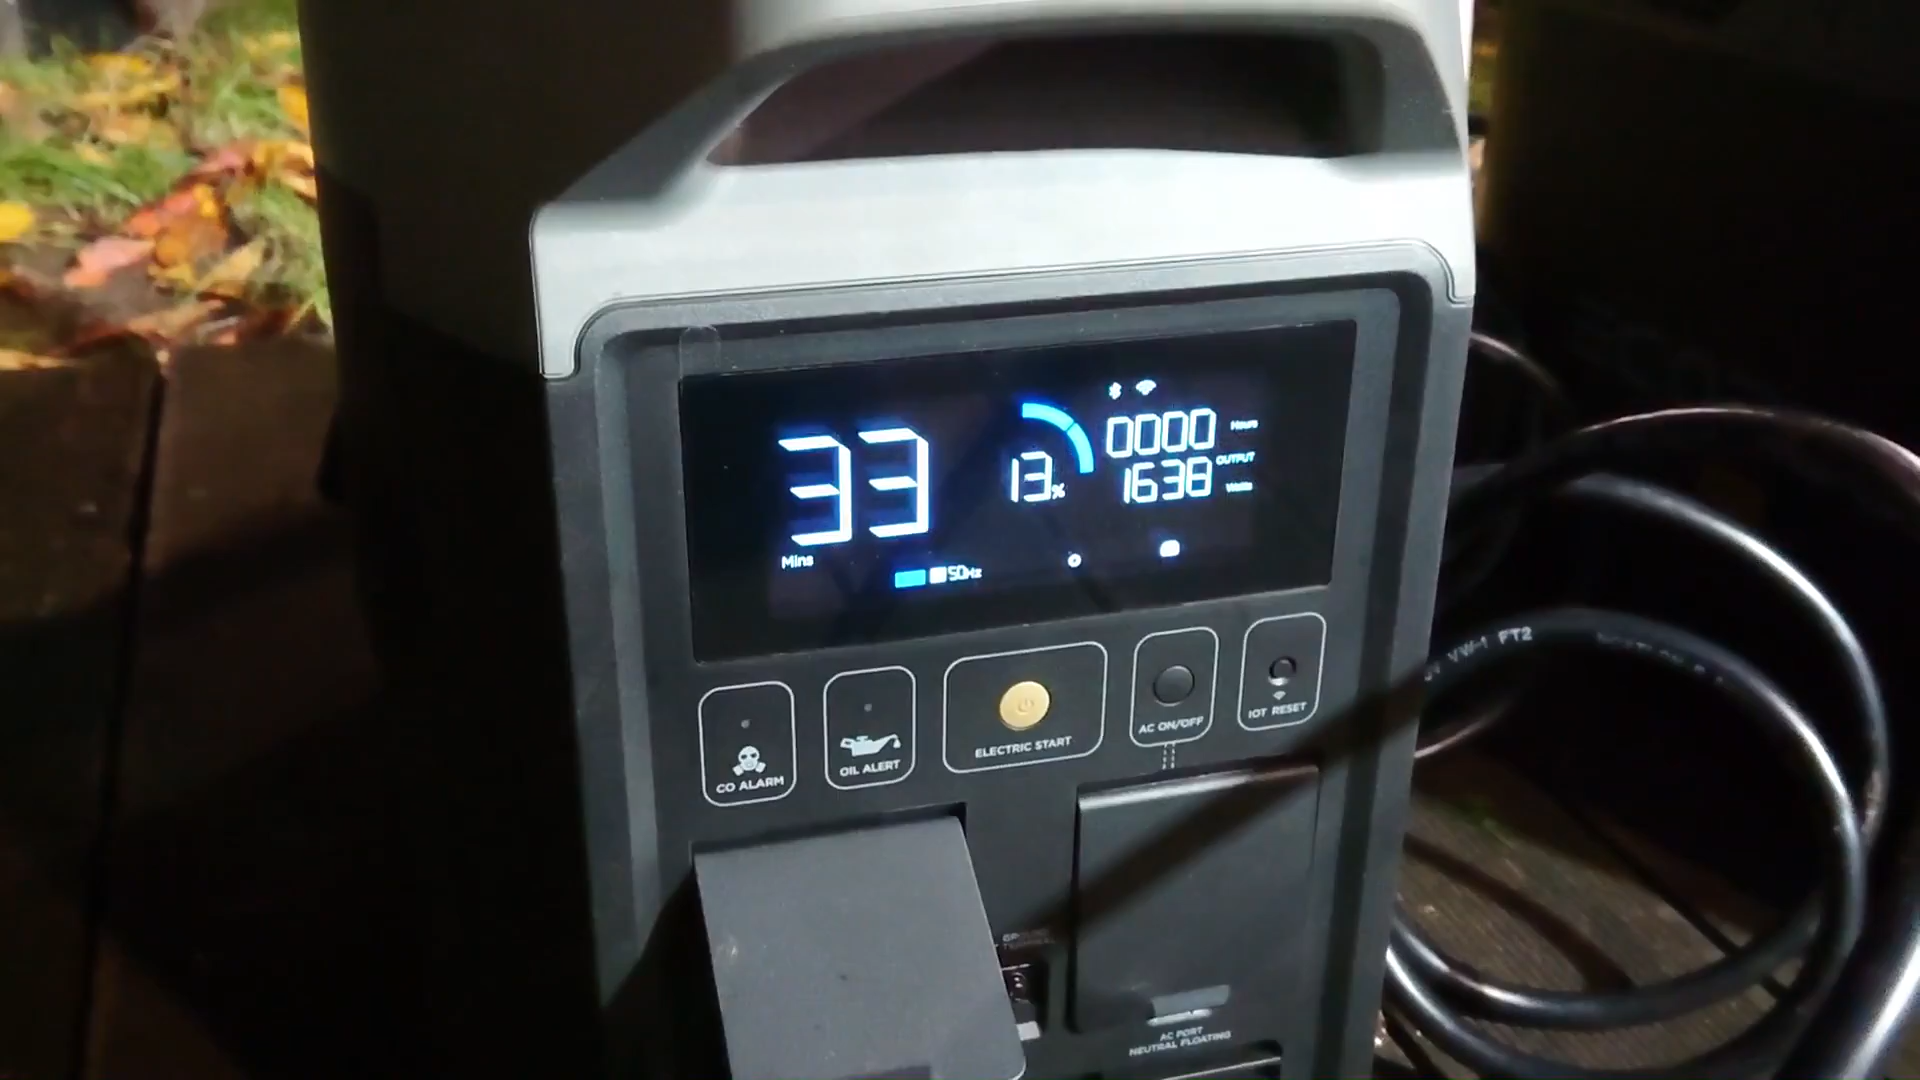 33
Mins
13%
0000 Hours
OUTPUT
1638 Watts
50Hz
CO ALARM
OIL ALERT
ELECTRIC START
AC ON/OFF
IOT RESET
AC PORT
NEUTRAL FLOATING
VW-1 FT2